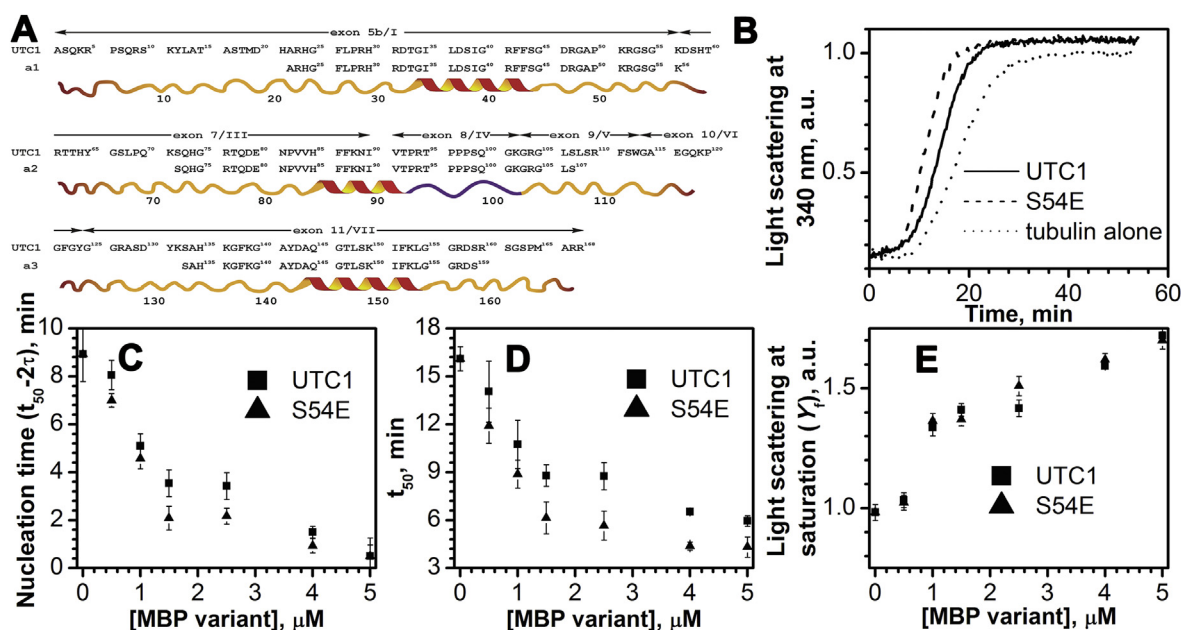 A
exon 5b/I
UTC1 ASQKR⁵ PSQRS¹⁰ KYLAT¹⁵ ASTMD²⁰ HARHG²⁵ FLPRH³⁰ RDTGI³⁵ LDSIG⁴⁰ RFFSG⁴⁵ DRGAP⁵⁰ KRGSG⁵⁵ KDSHT⁶⁰
a1 HARHG²⁵ FLPRH³⁰ RDTGI³⁵ LDSIG⁴⁰ RFFSG⁴⁵ DRGAP⁵⁰ KRGSG⁵⁵ K⁵⁶
10 20 30 40 50
exon 7/III exon 8/IV exon 9/V exon 10/VI
UTC1 RTTHY⁶⁵ GSLPQ⁷⁰ KSQHG⁷⁵ RTQDE⁸⁰ NPVVH⁸⁵ FFKNI⁹⁰ VTPRT⁹⁵ PPPSQ¹⁰⁰ GKGRG¹⁰⁵ LSLSR¹¹⁰ FSWGA¹¹⁵ EGQKP¹²⁰
a2 SQHG⁷⁵ RTQDE⁸⁰ NPVVH⁸⁵ FFKNI⁹⁰ VTPRT⁹⁵ PPPSQ¹⁰⁰ GKGRG¹⁰⁵ LS¹⁰⁷
70 80 90 100 110
exon 11/VII
UTC1 GFGYG¹²⁵ GRASD¹³⁰ YKSAH¹³⁵ KGFKG¹⁴⁰ AYDAQ¹⁴⁵ GTLSK¹⁵⁰ IFKLG¹⁵⁵ GRDSR¹⁶⁰ SGSPM¹⁶⁵ ARR¹⁶⁸
a3 SAH¹³⁵ KGFKG¹⁴⁰ AYDAQ¹⁴⁵ GTLSK¹⁵⁰ IFKLG¹⁵⁵ GRDS¹⁵⁹
130 140 150 160
B
Light scattering at
340 nm, a.u.
1.0
0.5
UTC1
S54E
tubulin alone
0 20 40 60
Time, min
C
Nucleation time (t₅₀-2τ), min
10
8
6
4
2
0
UTC1
S54E
0 1 2 3 4 5
[MBP variant], μM
D
t₅₀, min
18
15
12
9
6
3
UTC1
S54E
0 1 2 3 4 5
[MBP variant], μM
E
Light scattering at
saturation (Yf), a.u.
1.5
1.0
UTC1
S54E
0 1 2 3 4 5
[MBP variant], μM